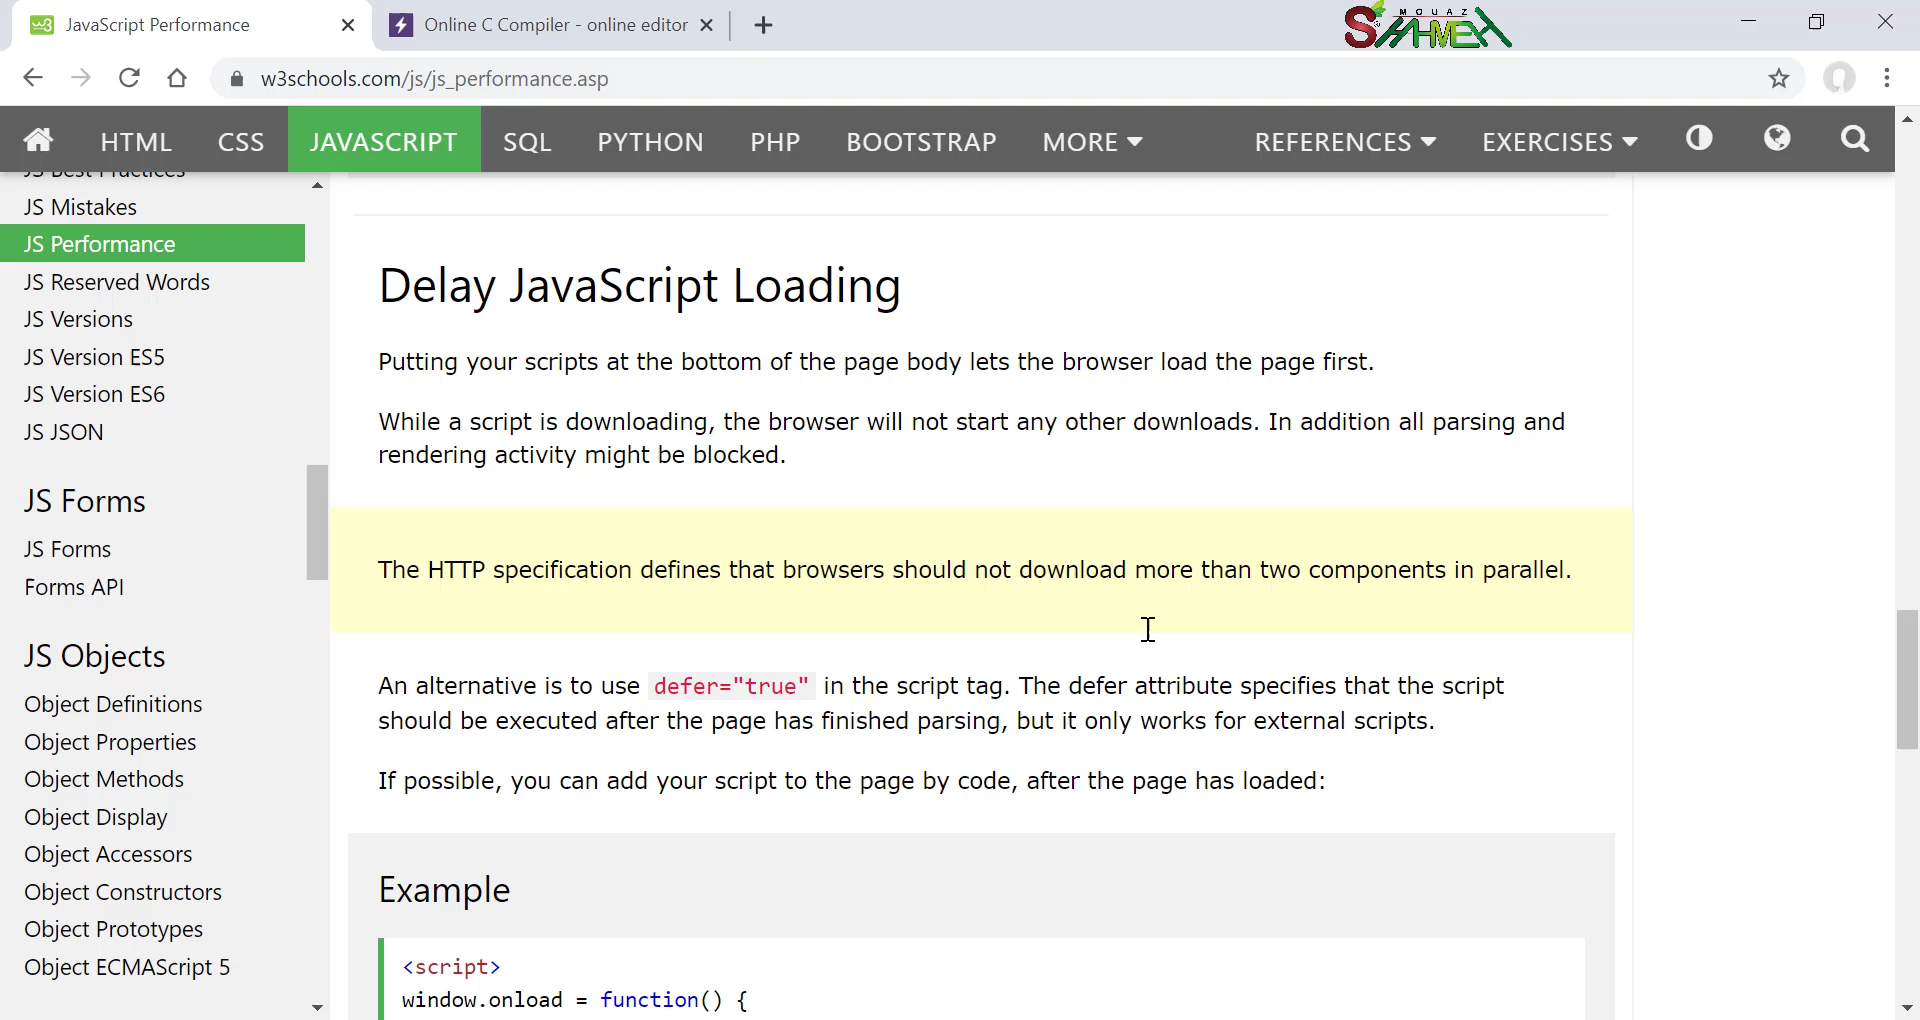 JavaScript Performance
Online C Compiler - online editor
MOUAZ
SHAHMEX
w3schools.com/js/js_performance.asp
HTML CSS JAVASCRIPT SQL PYTHON PHP BOOTSTRAP MORE REFERENCES EXERCISES
JS Best Practices
JS Mistakes
JS Performance
JS Reserved Words
JS Versions
JS Version ES5
JS Version ES6
JS JSON
JS Forms
JS Forms
Forms API
JS Objects
Object Definitions
Object Properties
Object Methods
Object Display
Object Accessors
Object Constructors
Object Prototypes
Object ECMAScript 5
Delay JavaScript Loading
Putting your scripts at the bottom of the page body lets the browser load the page first.
While a script is downloading, the browser will not start any other downloads. In addition all parsing and
rendering activity might be blocked.
The HTTP specification defines that browsers should not download more than two components in parallel.
An alternative is to use defer="true" in the script tag. The defer attribute specifies that the script
should be executed after the page has finished parsing, but it only works for external scripts.
If possible, you can add your script to the page by code, after the page has loaded:
Example
<script>
window.onload = function() {